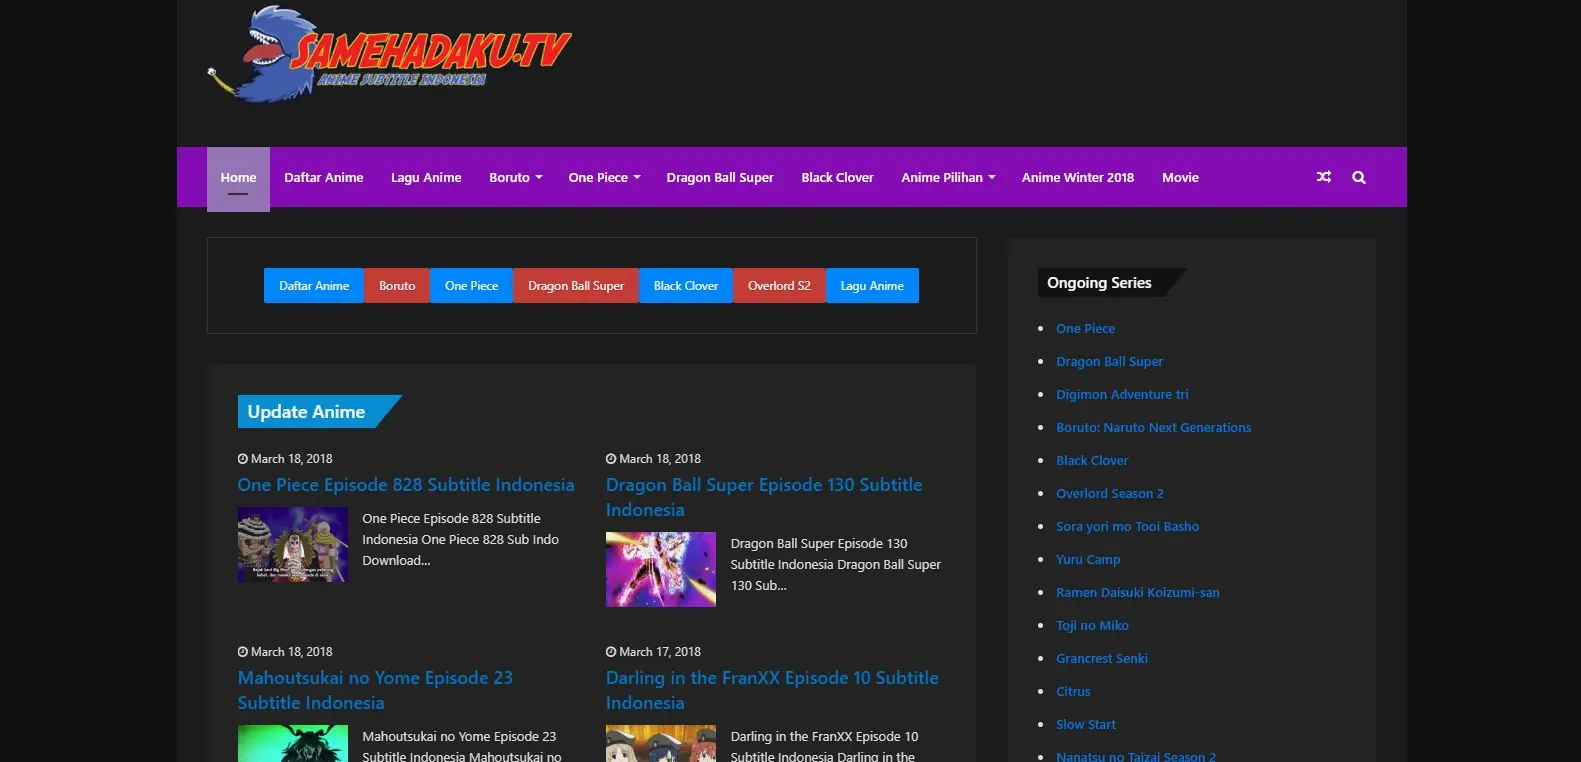 SAMEHADAKU.TV
ANIME SUBTITLE INDONESIA
Home Daftar Anime Lagu Anime Boruto One Piece Dragon Ball Super Black Clover Anime Pilihan Anime Winter 2018 Movie
Daftar Anime Boruto One Piece Dragon Ball Super Black Clover Overlord S2 Lagu Anime
Update Anime
March 18, 2018
One Piece Episode 828 Subtitle Indonesia
One Piece Episode 828 Subtitle
Indonesia One Piece 828 Sub Indo
Download...
March 18, 2018
Dragon Ball Super Episode 130 Subtitle
Indonesia
Dragon Ball Super Episode 130
Subtitle Indonesia Dragon Ball Super
130 Sub...
March 18, 2018
Mahoutsukai no Yome Episode 23
Subtitle Indonesia
Mahoutsukai no Yome Episode 23
Subtitle Indonesia Mahoutsukai no
March 17, 2018
Darling in the FranXX Episode 10 Subtitle
Indonesia
Darling in the FranXX Episode 10
Subtitle Indonesia Darling in the
Ongoing Series
One Piece
Dragon Ball Super
Digimon Adventure tri
Boruto: Naruto Next Generations
Black Clover
Overlord Season 2
Sora yori mo Tooi Basho
Yuru Camp
Ramen Daisuki Koizumi-san
Toji no Miko
Grancrest Senki
Citrus
Slow Start
Nanatsu no Taizai Season 2